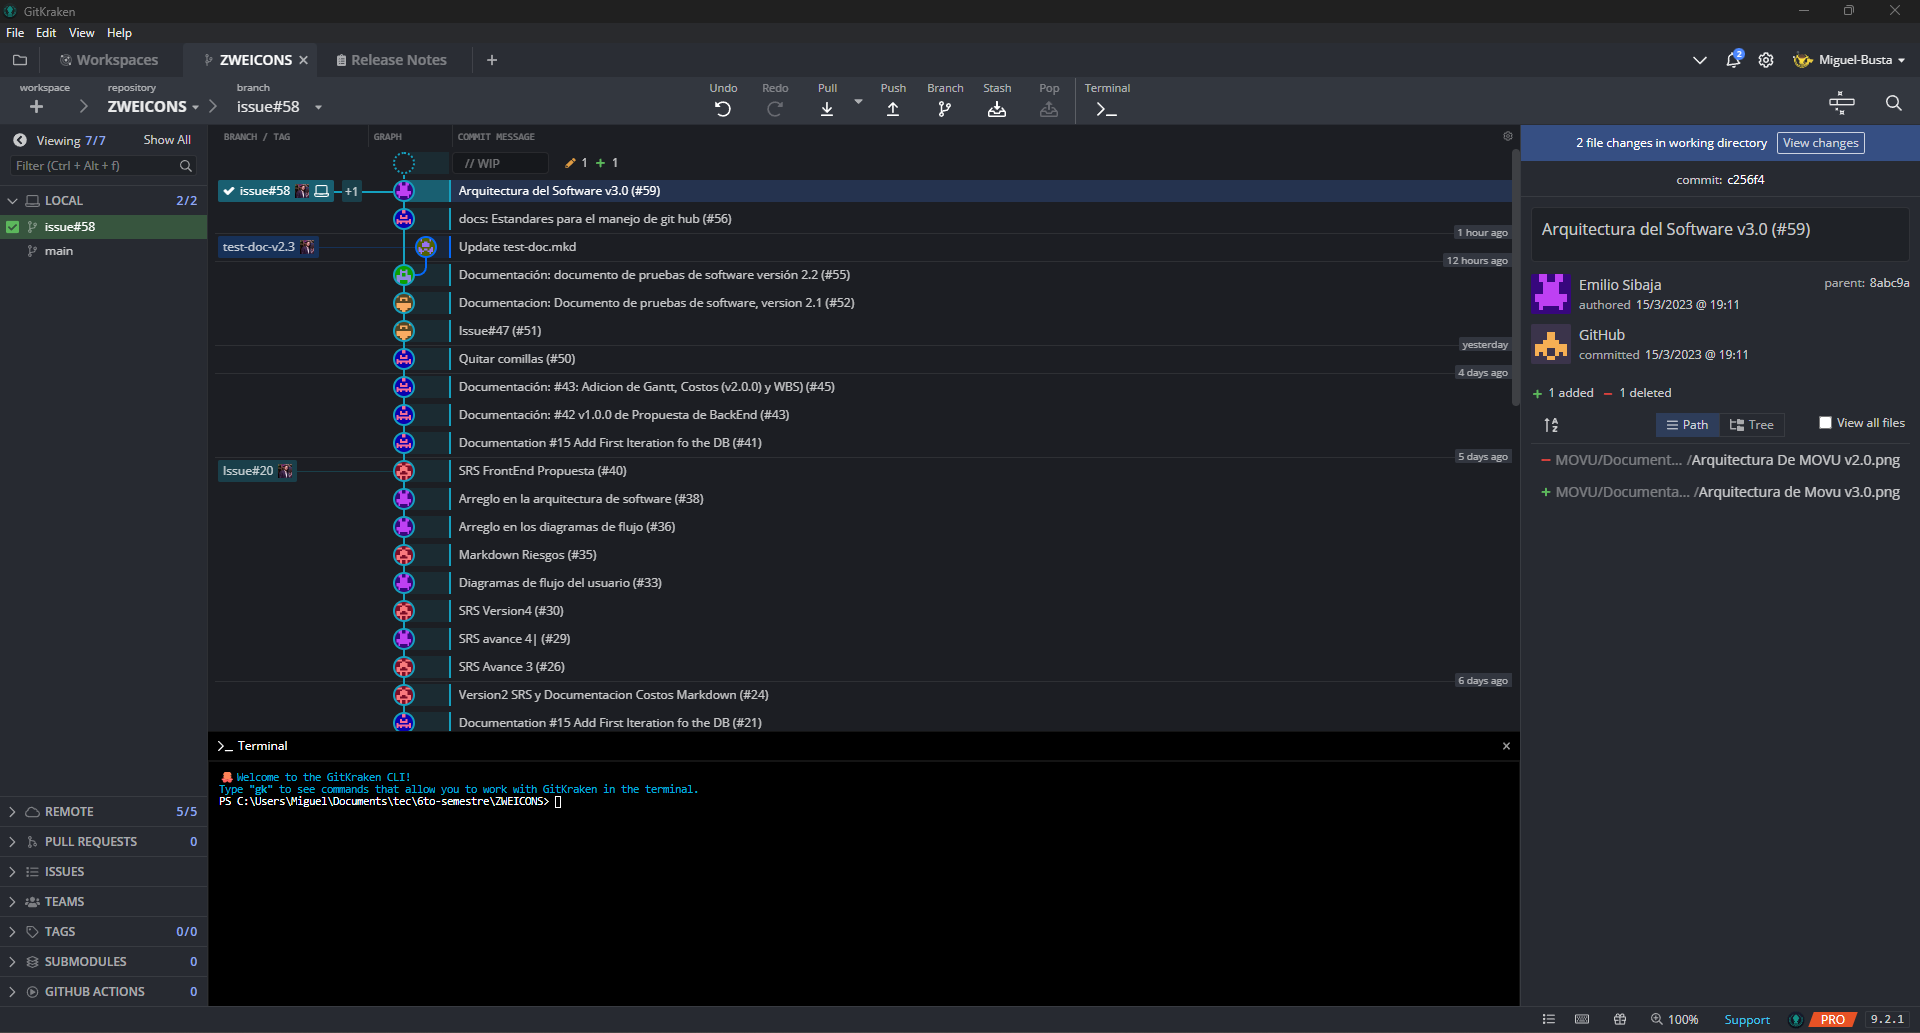 GitKraken
File Edit View Help
Workspaces
ZWEICONS
Release Notes
2
Miguel-Busta
workspace
repository
ZWEICONS
branch
issue#58
Undo
Redo
Pull
Push
Branch
Stash
Pop
Terminal
Viewing 7/7 Show All
Filter (Ctrl + Alt + f)
LOCAL 2/2
issue#58
main
REMOTE 5/5
PULL REQUESTS 0
ISSUES
TEAMS
TAGS 0/0
SUBMODULES 0
GITHUB ACTIONS 0
BRANCH / TAG GRAPH COMMIT MESSAGE
// WIP 1 + 1
issue#58 +1 Arquitectura del Software v3.0 (#59)
docs: Estandares para el manejo de git hub (#56)
1 hour ago
test-doc-v2.3 Update test-doc.mkd
12 hours ago
Documentación: documento de pruebas de software versión 2.2 (#55)
Documentacion: Documento de pruebas de software, version 2.1 (#52)
Issue#47 (#51)
yesterday
Quitar comillas (#50)
4 days ago
Documentación: #43: Adicion de Gantt, Costos (v2.0.0) y WBS) (#45)
Documentación: #42 v1.0.0 de Propuesta de BackEnd (#43)
Documentation #15 Add First Iteration fo the DB (#41)
5 days ago
Issue#20 SRS FrontEnd Propuesta (#40)
Arreglo en la arquitectura de software (#38)
Arreglo en los diagramas de flujo (#36)
Markdown Riesgos (#35)
Diagramas de flujo del usuario (#33)
SRS Version4 (#30)
SRS avance 4| (#29)
SRS Avance 3 (#26)
6 days ago
Version2 SRS y Documentacion Costos Markdown (#24)
Documentation #15 Add First Iteration fo the DB (#21)
>_ Terminal
Welcome to the GitKraken CLI!
Type "gk" to see commands that allow you to work with GitKraken in the terminal.
PS C:\Users\Miguel\Documents\tec\6to-semestre\ZWEICONS>
2 file changes in working directory View changes
commit: c256f4
Arquitectura del Software v3.0 (#59)
Emilio Sibaja
authored 15/3/2023 @ 19:11
parent: 8abc9a
GitHub
committed 15/3/2023 @ 19:11
+ 1 added - 1 deleted
Path Tree View all files
- MOVU/Document... /Arquitectura De MOVU v2.0.png
+ MOVU/Documenta... /Arquitectura de Movu v3.0.png
100% Support PRO 9.2.1